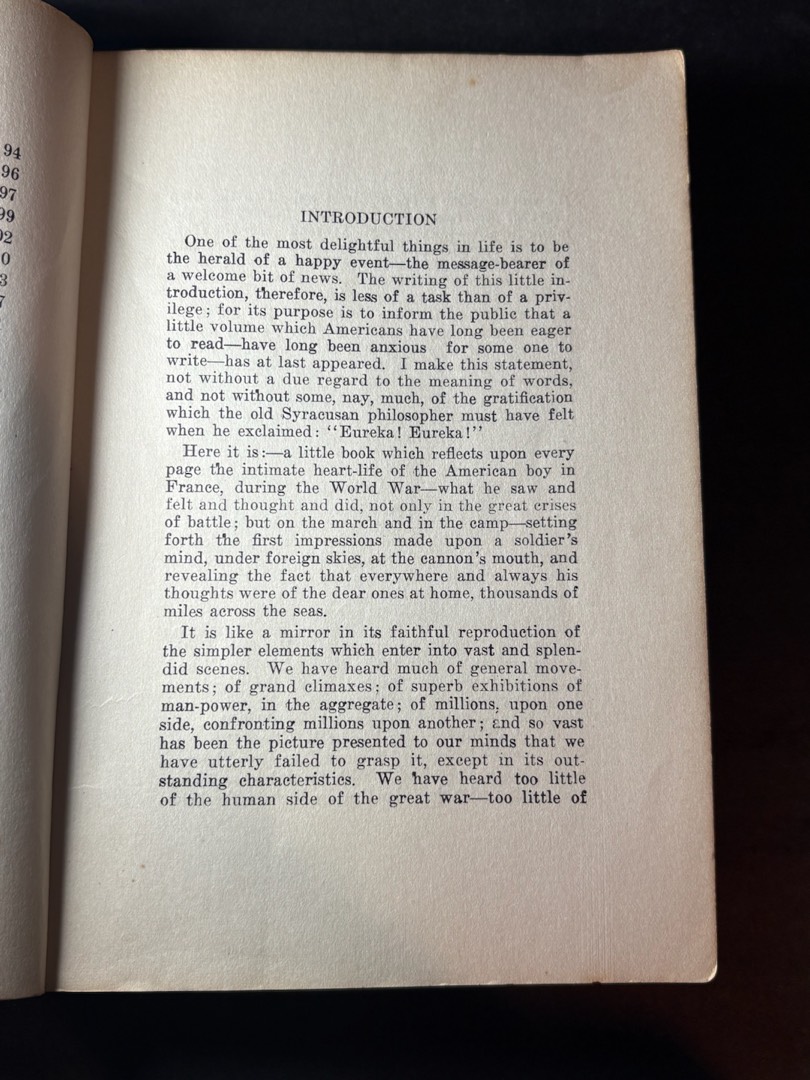 94
96
97
99
92
0
3
7
INTRODUCTION
One of the most delightful things in life is to be
the herald of a happy event—the message-bearer of
a welcome bit of news. The writing of this little in-
troduction, therefore, is less of a task than of a priv-
ilege; for its purpose is to inform the public that a
little volume which Americans have long been eager
to read—have long been anxious for some one to
write—has at last appeared. I make this statement,
not without a due regard to the meaning of words,
and not without some, nay, much, of the gratification
which the old Syracusan philosopher must have felt
when he exclaimed: “Eureka! Eureka!”
Here it is:—a little book which reflects upon every
page the intimate heart-life of the American boy in
France, during the World War—what he saw and
felt and thought and did, not only in the great crises
of battle; but on the march and in the camp—setting
forth the first impressions made upon a soldier’s
mind, under foreign skies, at the cannon’s mouth, and
revealing the fact that everywhere and always his
thoughts were of the dear ones at home, thousands of
miles across the seas.
It is like a mirror in its faithful reproduction of
the simpler elements which enter into vast and splen-
did scenes. We have heard much of general move-
ments; of grand climaxes; of superb exhibitions of
man-power, in the aggregate; of millions, upon one
side, confronting millions upon another; and so vast
has been the picture presented to our minds that we
have utterly failed to grasp it, except in its out-
standing characteristics. We have heard too little
of the human side of the great war—too little of